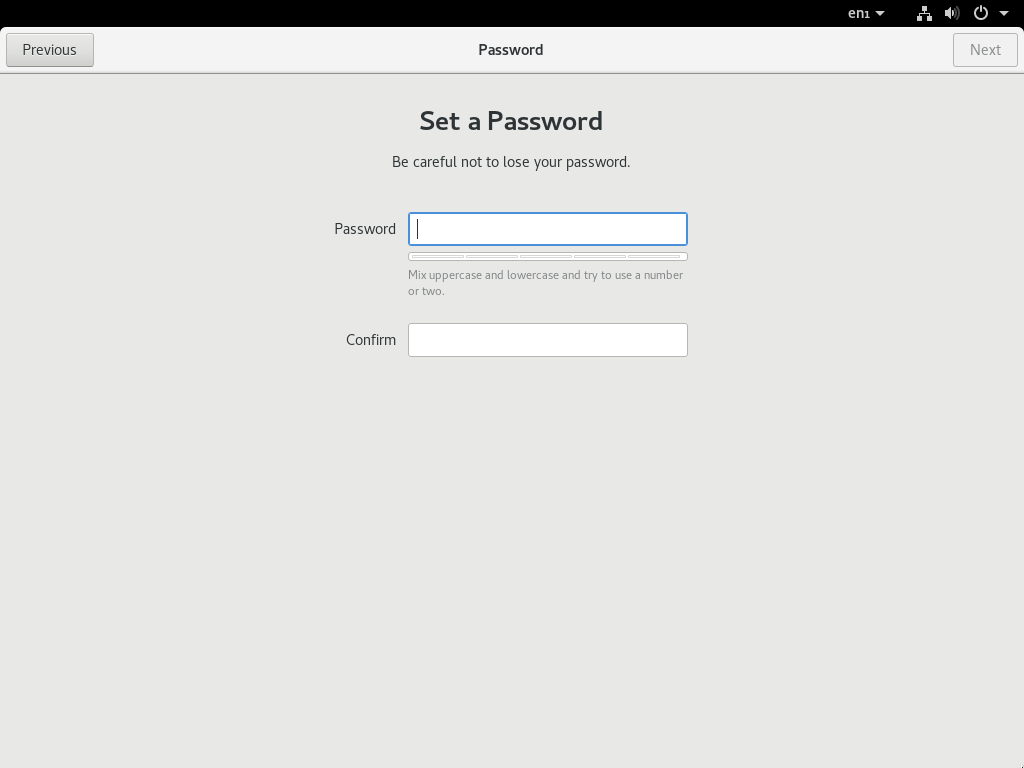 en₁
Previous
Password
Next
Set a Password
Be careful not to lose your password.
Password
Mix uppercase and lowercase and try to use a number
or two.
Confirm